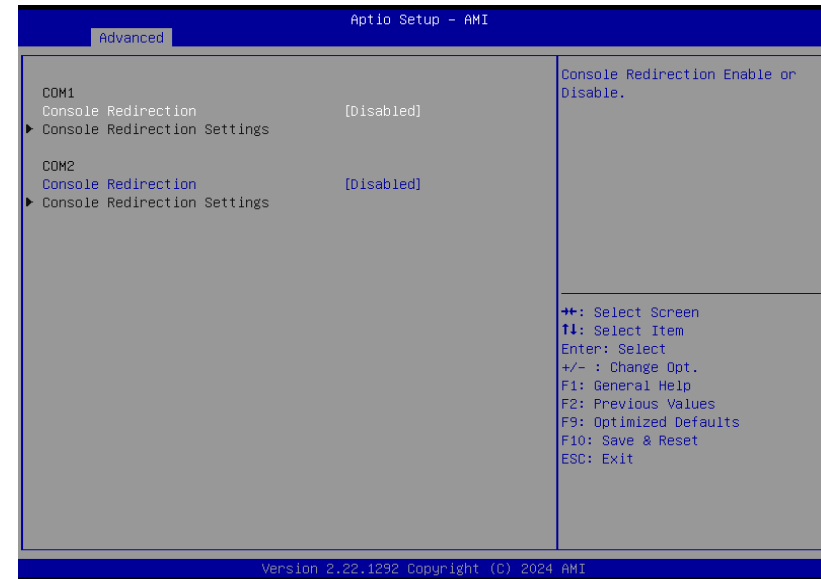 Aptio Setup – AMI
Advanced
COM1
Console Redirection [Disabled]
Console Redirection Settings
COM2
Console Redirection [Disabled]
Console Redirection Settings
Console Redirection Enable or
Disable.
→←: Select Screen
↑↓: Select Item
Enter: Select
+/- : Change Opt.
F1: General Help
F2: Previous Values
F9: Optimized Defaults
F10: Save & Reset
ESC: Exit
Version 2.22.1292 Copyright (C) 2024 AMI